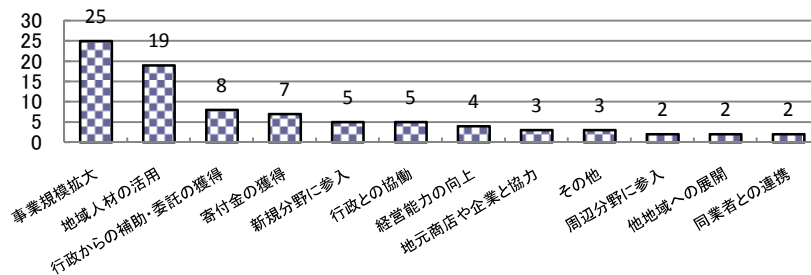 30
25
20
15
10
5
0
25
19
8
7
5
5
4
3
3
2
2
2
事業規模拡大
地域人材の活用
行政からの補助・委託の獲得
寄付金の獲得
新規分野に参入
行政との協働
経営能力の向上
地元商店や企業と協力
その他
周辺分野に参入
他地域への展開
同業者との連携